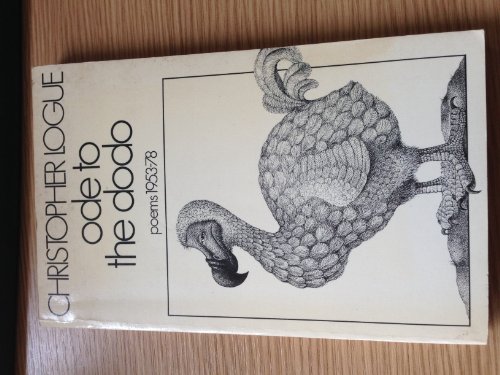 CHRISTOPHER LOGUE
ode to
the dodo
poems 1953-78